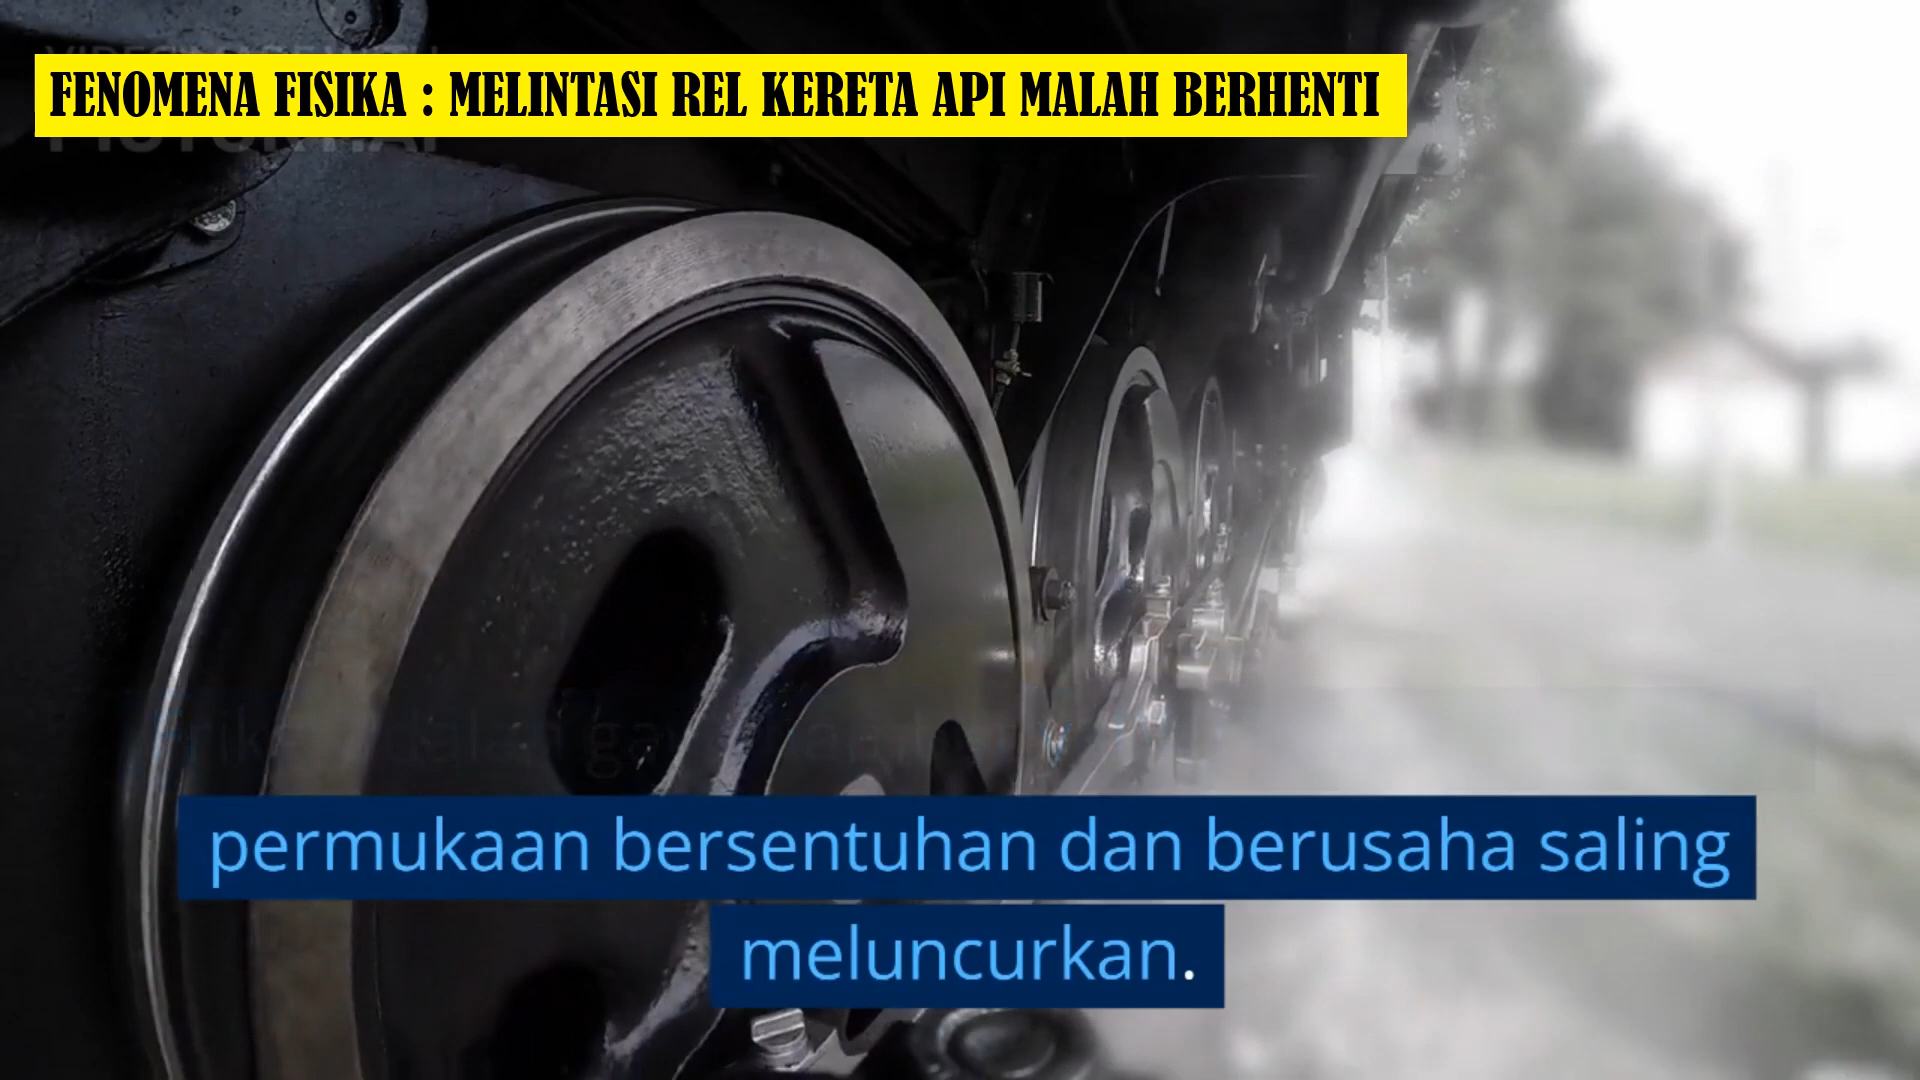 FENOMENA FISIKA : MELINTASI REL KERETA API MALAH BERHENTI
permukaan bersentuhan dan berusaha saling
meluncurkan.